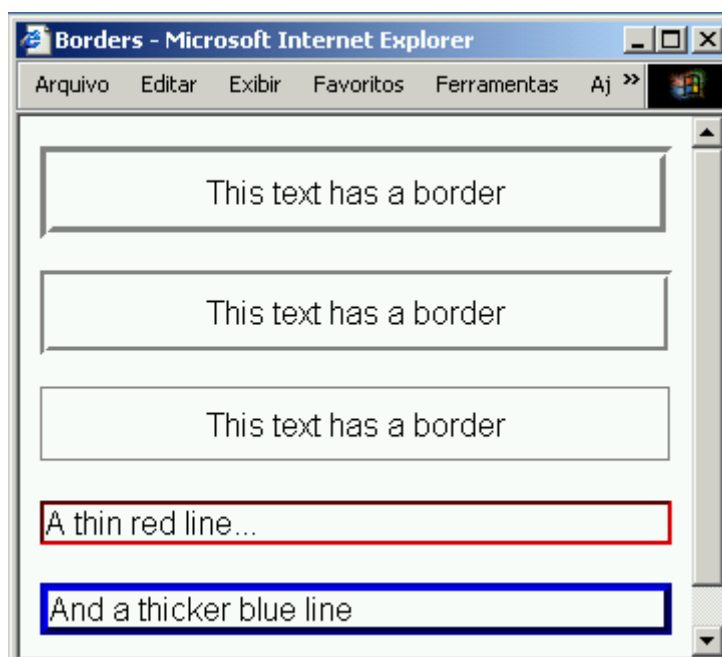 Borders - Microsoft Internet Explorer
Arquivo Editar Exibir Favoritos Ferramentas Aj »
This text has a border
This text has a border
This text has a border
A thin red line...
And a thicker blue line